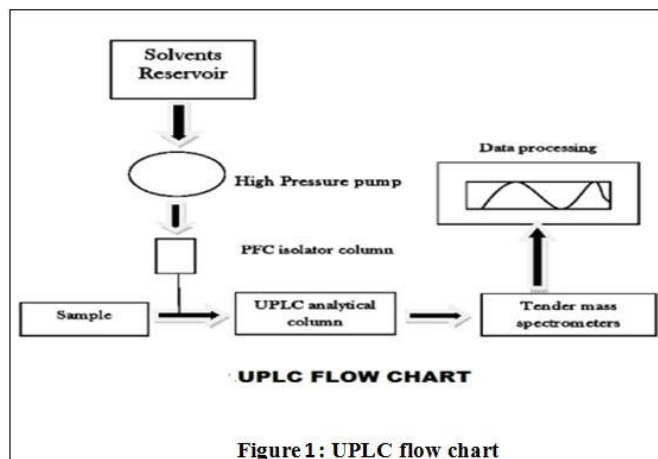 Solvents
Reservoir
High Pressure pump
PFC isolator column
Sample
UPLC analytical
column
Tender mass
spectrometers
Data processing
UPLC FLOW CHART
Figure 1: UPLC flow chart